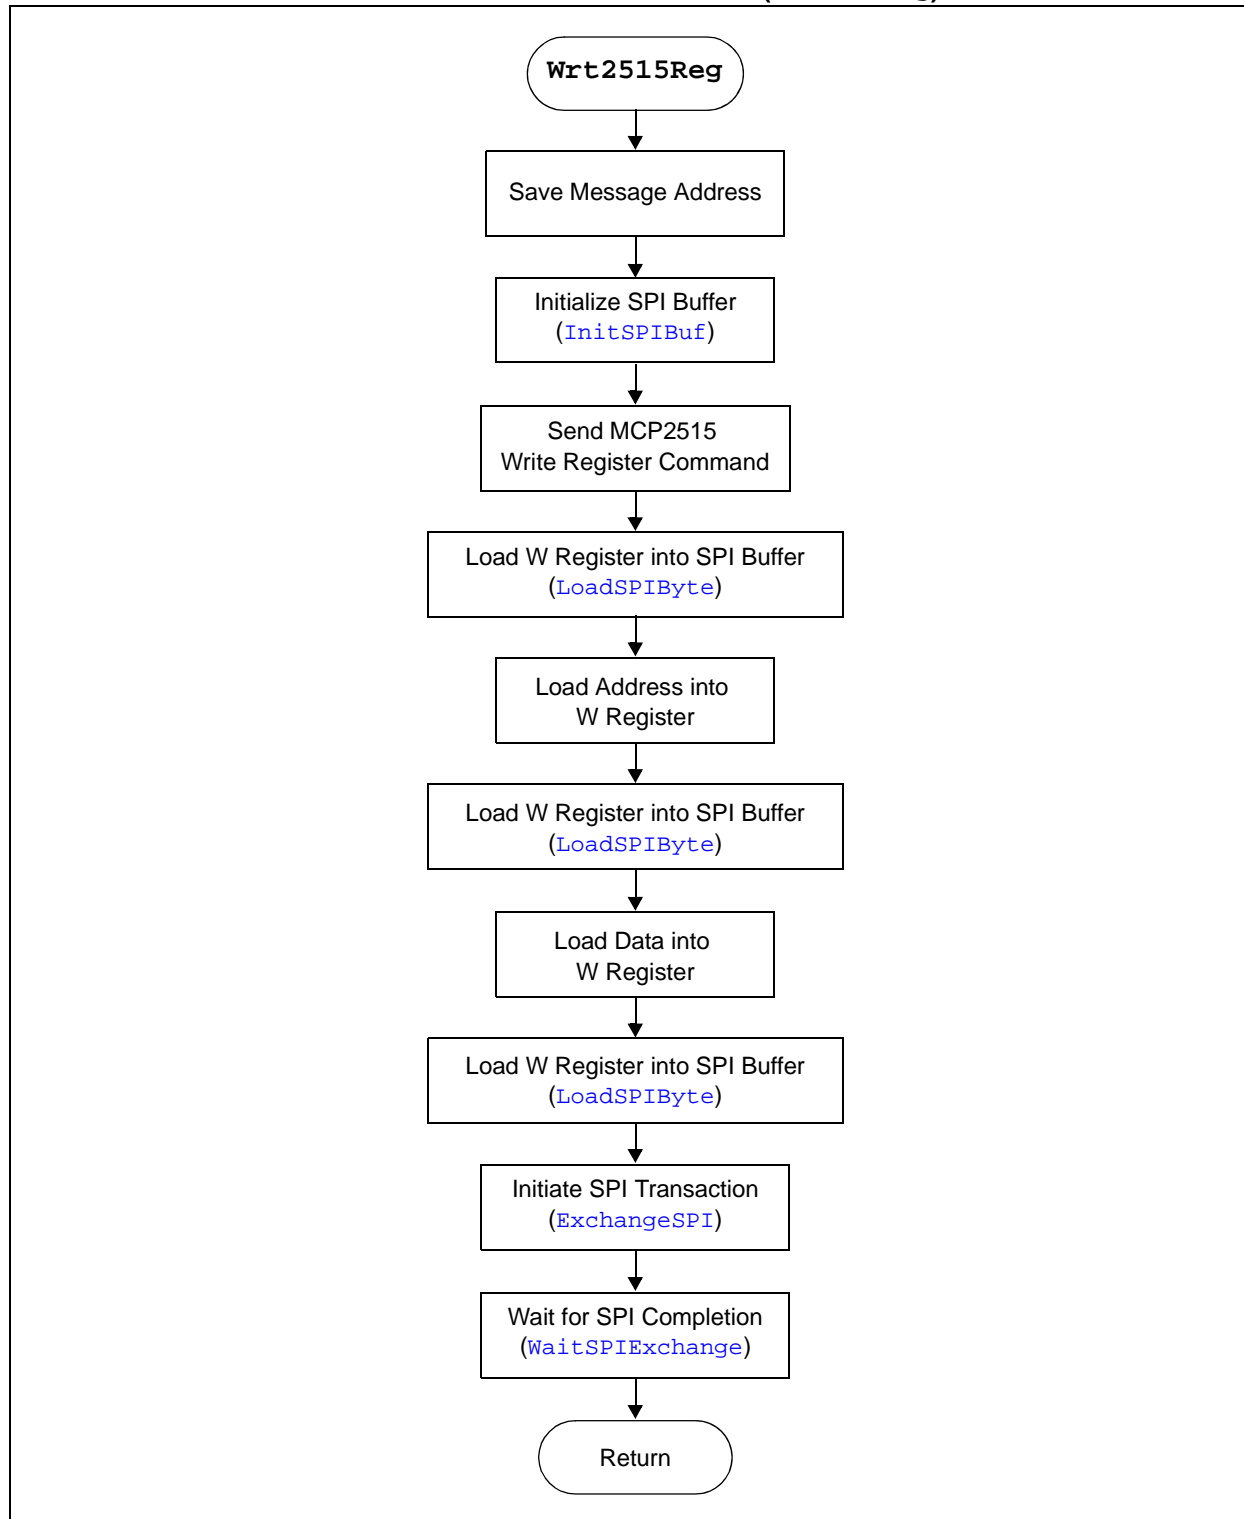 Wrt2515Reg
Save Message Address
Initialize SPI Buffer
(InitSPIBuf)
Send MCP2515
Write Register Command
Load W Register into SPI Buffer
(LoadSPIByte)
Load Address into
W Register
Load W Register into SPI Buffer
(LoadSPIByte)
Load Data into
W Register
Load W Register into SPI Buffer
(LoadSPIByte)
Initiate SPI Transaction
(ExchangeSPI)
Wait for SPI Completion
(WaitSPIExchange)
Return